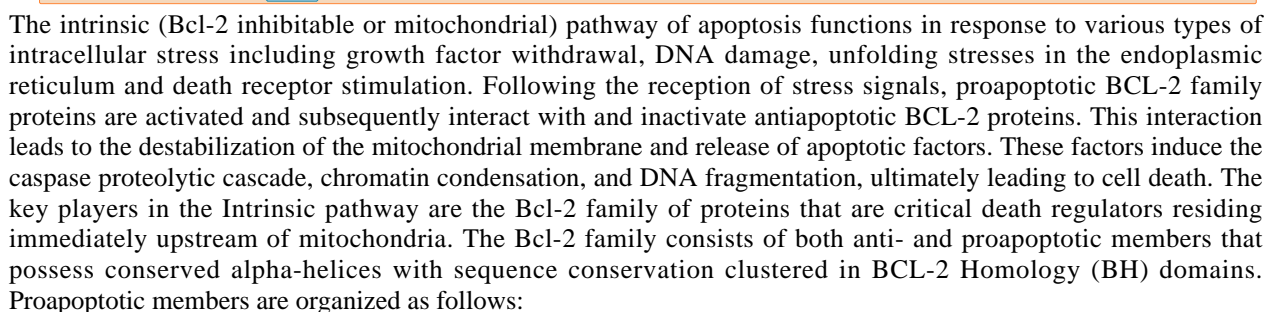 The intrinsic (Bcl-2 inhibitable or mitochondrial) pathway of apoptosis functions in response to various types of
intracellular stress including growth factor withdrawal, DNA damage, unfolding stresses in the endoplasmic
reticulum and death receptor stimulation. Following the reception of stress signals, proapoptotic BCL-2 family
proteins are activated and subsequently interact with and inactivate antiapoptotic BCL-2 proteins. This interaction
leads to the destabilization of the mitochondrial membrane and release of apoptotic factors. These factors induce the
caspase proteolytic cascade, chromatin condensation, and DNA fragmentation, ultimately leading to cell death. The
key players in the Intrinsic pathway are the Bcl-2 family of proteins that are critical death regulators residing
immediately upstream of mitochondria. The Bcl-2 family consists of both anti- and proapoptotic members that
possess conserved alpha-helices with sequence conservation clustered in BCL-2 Homology (BH) domains.
Proapoptotic members are organized as follows: